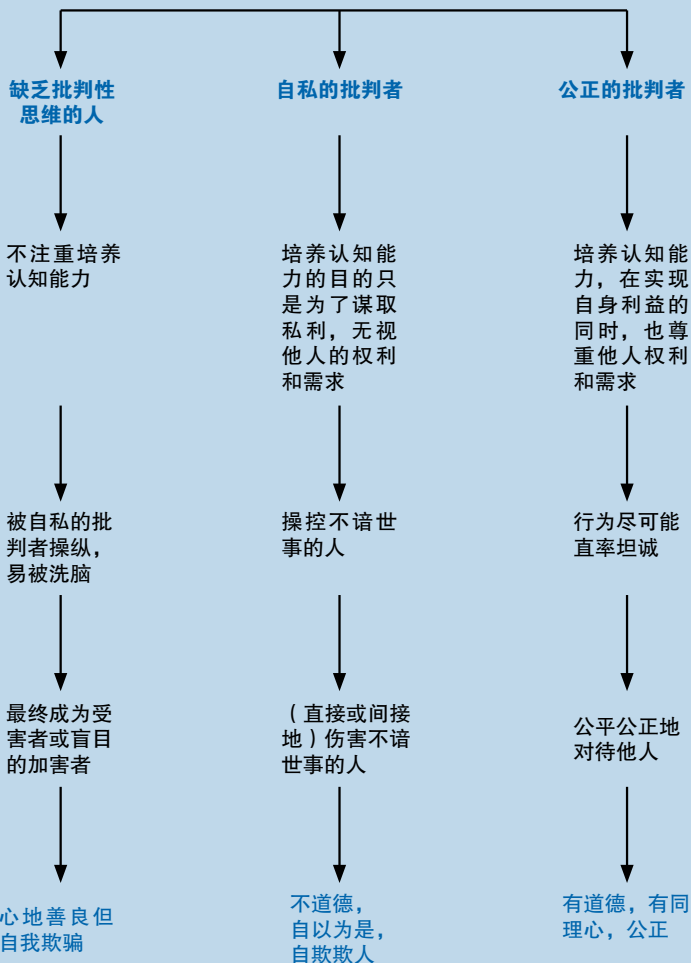 缺乏批判性
思维的人
自私的批判者
公正的批判者
不注重培养
认知能力
培养认知能
力的目的只
是为了谋取
私利，无视
他人的权利
和需求
培养认知能
力，在实现
自身利益的
同时，也尊
重他人权利
和需求
被自私的批
判者操纵，
易被洗脑
操控不谙世
事的人
行为尽可能
直率坦诚
最终成为受
害者或盲目
的加害者
（直接或间接
地）伤害不谙
世事的人
公平公正地
对待他人
心地善良但
自我欺骗
不道德，
自以为是，
自欺欺人
有道德，有同
理心，公正